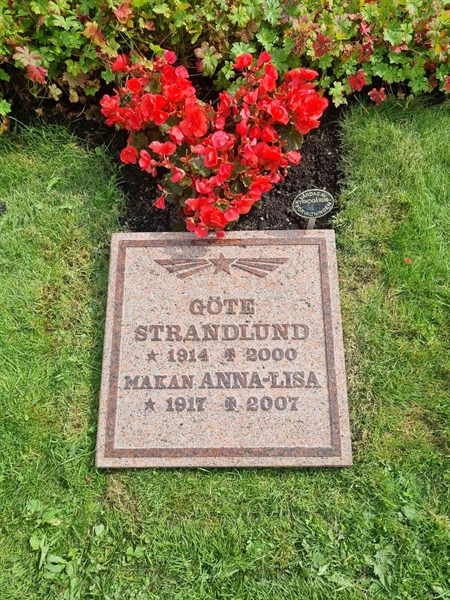 GÖTE
STRANDLUND
★ 1914 ✝ 2000
MAKAN ANNA-LISA
★ 1917 ✝ 2007